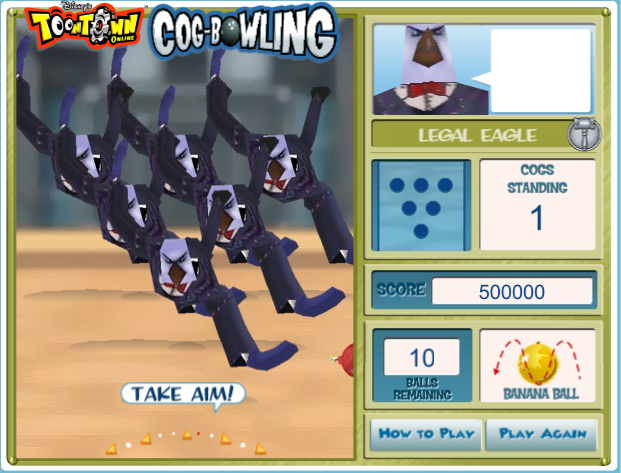 Disney's
TOONTOWN
ONLINE
COG-BOWLING
LEGAL EAGLE
COGS
STANDING
1
SCORE
500000
10
BALLS
REMAINING
BANANA BALL
TAKE AIM!
HOW TO PLAY
PLAY AGAIN